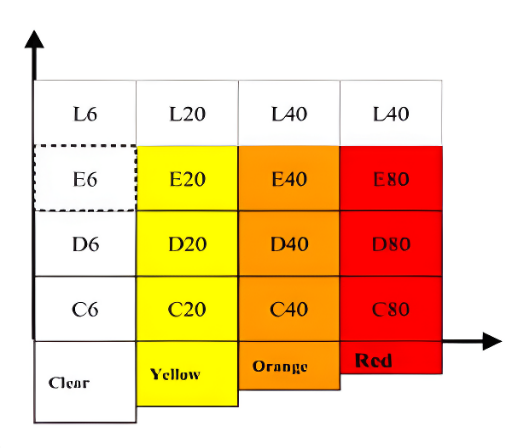 L6 L20 L40 L40
E6 E20 E40 E80
D6 D20 D40 D80
C6 C20 C40 C80
Clear Yellow Orange Red